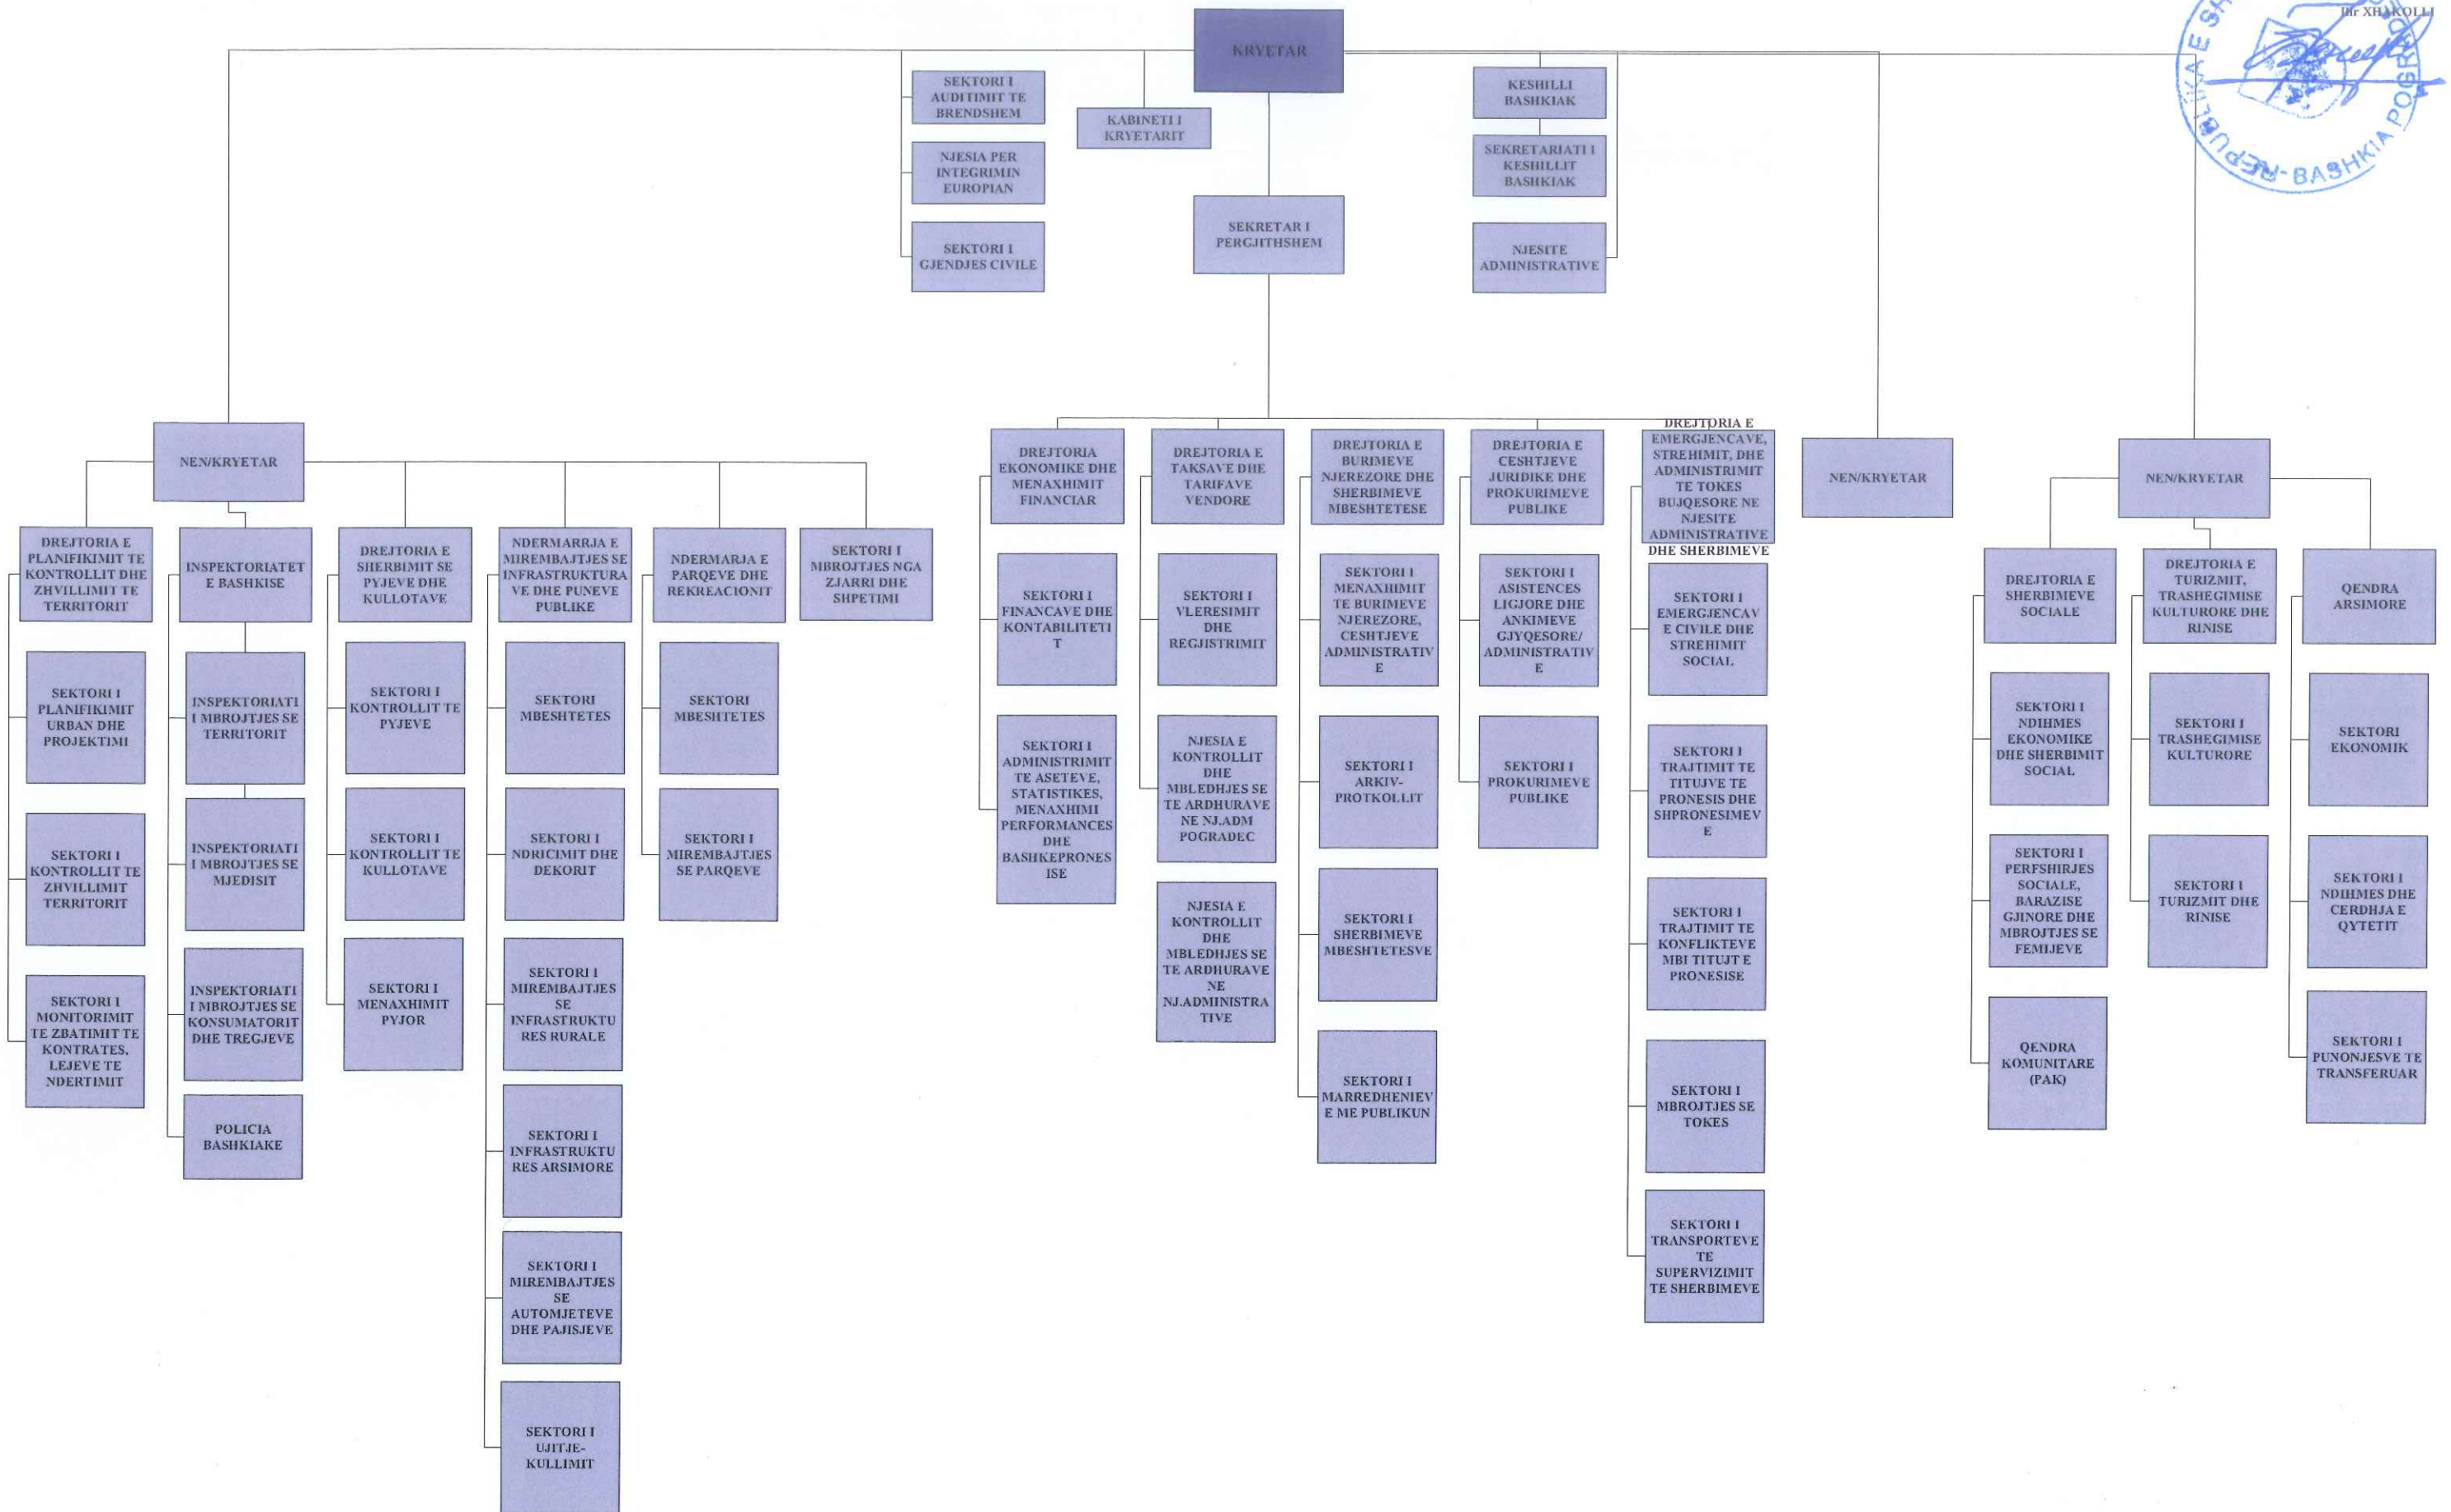 Ilir XHAKOLLI
REPUBLIKA E SH
BASHKIA POGRAD
KRYETAR
SEKTORI I
AUDITIMIT TE
BRENDSHEM
NJESIA PER
INTEGRIMIN
EUROPIAN
SEKTORI I
GJENDJES CIVILE
KABINETI I
KRYETARIT
SEKRETAR I
PERGJITHSHEM
KESHILLI
BASHKIAK
SEKRETARIATI I
KESHILLIT
BASHKIAK
NJESITE
ADMINISTRATIVE
NEN/KRYETAR
DREJTORIA E
PLANIFIKIMIT TE
KONTROLLIT DHE
ZHVILLIMIT TE
TERRITORIT
SEKTORI I
PLANIFIKIMIT
URBAN DHE
PROJEKTIMI
SEKTORI I
KONTROLLIT TE
ZHVILLIMIT
TERRITORIT
SEKTORI I
MONITORIMIT
TE ZBATIMIT TE
KONTRATES,
LEJEVE TE
NDERTIMIT
INSPEKTORIATET
E BASHKISE
INSPEKTORIATI
I MBROJTJES SE
TERRITORIT
INSPEKTORIATI
I MBROJTJES SE
MJEDISIT
INSPEKTORIATI
I MBROJTJES SE
KONSUMATORIT
DHE TREGJEVE
POLICIA
BASHKIAKE
DREJTORIA E
SHERBIMIT SE
PYJEVE DHE
KULLOTAVE
SEKTORI I
KONTROLLIT TE
PYJEVE
SEKTORI I
KONTROLLIT TE
KULLOTAVE
SEKTORI I
MENAXHIMIT
PYJOR
NDERMARRJA E
MIREMBAJTJES SE
INFRASTRUKTURA
VE DHE PUNEVE
PUBLIKE
SEKTORI
MBESHTETES
SEKTORI I
NDRICIMIT DHE
DEKORIT
SEKTORI I
MIREMBAJTJES
SE
INFRASTRUKTU
RES RURALE
SEKTORI I
INFRASTRUKTU
RES ARSIMORE
SEKTORI I
MIREMBAJTJES
SE
AUTOMJETEVE
DHE PAJISJEVE
SEKTORI I
UJITJE-
KULLIMIT
NDERMARJA E
PARQEVE DHE
REKREACIONIT
SEKTORI
MBESHTETES
SEKTORI I
MIREMBAJTJES
SE PARQEVE
SEKTORI I
MBROJTJES NGA
ZJARRI DHE
SHPETIMI
DREJTORIA
EKONOMIKE DHE
MENAXHIMIT
FINANCIAR
SEKTORI I
FINANCAVE DHE
KONTABILITETI
T
SEKTORI I
ADMINISTRIMIT
TE ASETEVE,
STATISTIKES,
MENAXHIMI
PERFORMANCES
DHE
BASHKEPRONES
ISE
DREJTORIA E
TAKSAVE DHE
TARIFAVE
VENDORE
SEKTORI I
VLERESIMIT
DHE
REGJISTRIMIT
NJESIA E
KONTROLLIT
DHE
MBLEDHJES SE
TE ARDHURAVE
NE NJ.ADM
POGRADEC
NJESIA E
KONTROLLIT
DHE
MBLEDHJES SE
TE ARDHURAVE
NE
NJ.ADMINISTRA
TIVE
DREJTORIA E
BURIMEVE
NJEREZORE DHE
SHERBIMEVE
MBESHTETESE
SEKTORI I
MENAXHIMIT
TE BURIMEVE
NJEREZORE,
CESHTJEVE
ADMINISTRATIV
E
SEKTORI I
ARKIV-
PROTKOLLIT
SEKTORI I
SHERBIMEVE
MBESHTETESVE
SEKTORI I
MARREDHENIEV
E ME PUBLIKUN
DREJTORIA E
CESHTJEVE
JURIDIKE DHE
PROKURIMEVE
PUBLIKE
SEKTORI I
ASISTENCES
LIGJORE DHE
ANKIMEVE
GJYQESORE/
ADMINISTRATIV
E
SEKTORI I
PROKURIMEVE
PUBLIKE
DREJTORIA E
EMERGJENCAVE,
STREHIMIT, DHE
ADMINISTRIMIT
TE TOKES
BUJQESORE NE
NJESITE
ADMINISTRATIVE
DHE SHERBIMEVE
SEKTORI I
EMERGJENCAV
E CIVILE DHE
STREHIMIT
SOCIAL
SEKTORI I
TRAJTIMIT TE
TITUJVE TE
PRONESIS DHE
SHPRONESIMEV
E
SEKTORI I
TRAJTIMIT TE
KONFLIKTEVE
MBI TITUJT E
PRONESISE
SEKTORI I
MBROJTJES SE
TOKES
SEKTORI I
TRANSPORTEVE
TE
SUPERVIZIMIT
TE SHERBIMEVE
NEN/KRYETAR
NEN/KRYETAR
DREJTORIA E
SHERBIMEVE
SOCIALE
SEKTORI I
NDIHMES
EKONOMIKE
DHE SHERBIMIT
SOCIAL
SEKTORI I
PERFSHIRJES
SOCIALE,
BARAZISE
GJINORE DHE
MBROJTJES SE
FEMIJEVE
QENDRA
KOMUNITARE
(PAK)
DREJTORIA E
TURIZMIT,
TRASHEGIMISE
KULTURORE DHE
RINISE
SEKTORI I
TRASHEGIMISE
KULTURORE
SEKTORI I
TURIZMIT DHE
RINISE
QENDRA
ARSIMORE
SEKTORI
EKONOMIK
SEKTORI I
NDIHMES DHE
CERDHJA E
QYTETIT
SEKTORI I
PUNONJESVE TE
TRANSFERUAR